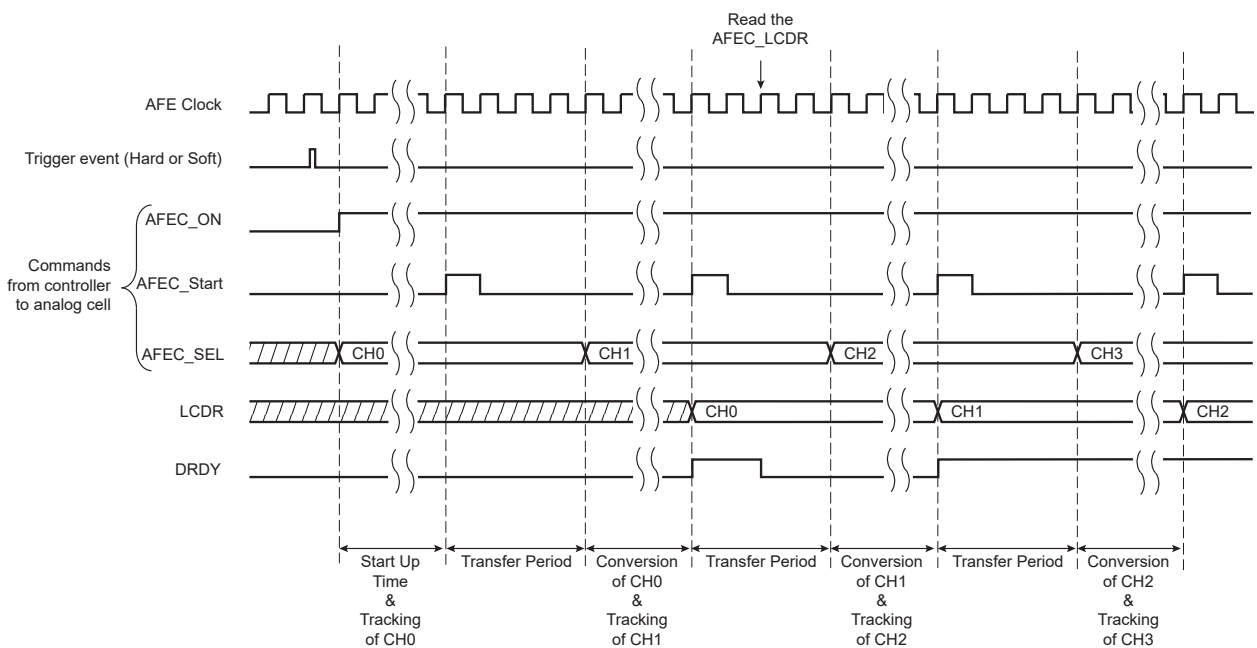 Read the
AFEC_LCDR
AFE Clock
Trigger event (Hard or Soft)
AFEC_ON
Commands
from controller
to analog cell
AFEC_Start
AFEC_SEL
CH0
CH1
CH2
CH3
LCDR
CH0
CH1
CH2
DRDY
Start Up
Time
&
Tracking
of CH0
Transfer Period
Conversion
of CH0
&
Tracking
of CH1
Transfer Period
Conversion
of CH1
&
Tracking
of CH2
Transfer Period
Conversion
of CH2
&
Tracking
of CH3